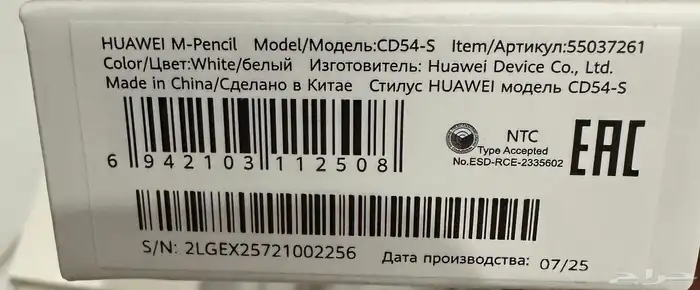 HUAWEI M-Pencil Model/Модель:CD54-S Item/Артикул:55037261
Color/Цвет:White/белый Изготовитель: Huawei Device Co., Ltd.
Made in China/Сделано в Китае Стилус HUAWEI модель CD54-S
6 942103 112508
NTC
Type Accepted
No.ESD-RCE-2335602
EAC
S/N: 2LGEX25721002256 Дата производства: 07/25
حراج